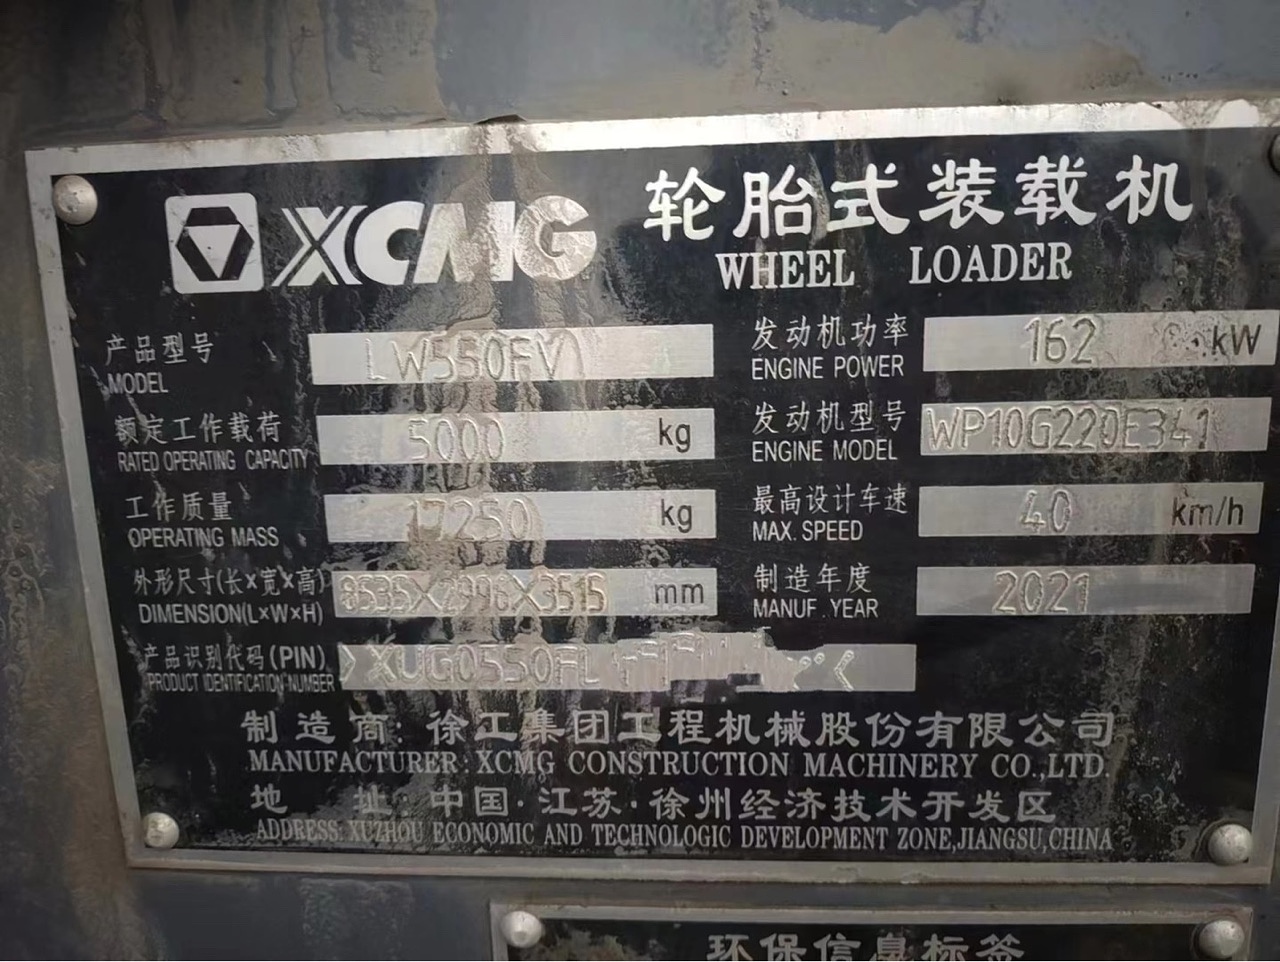 XCMG 轮胎式装载机
WHEEL LOADER
产品型号 LW550FV 发动机功率 162 kW
MODEL ENGINE POWER
额定工作载荷 5000 kg 发动机型号 WP10G220E341
RATED OPERATING CAPACITY ENGINE MODEL
工作质量 17250 kg 最高设计车速 40 km/h
OPERATING MASS MAX. SPEED
外形尺寸(长×宽×高) 8535×2996×3515 mm 制造年度 2021
DIMENSION(L×W×H) MANUF. YEAR
产品识别代码(PIN) XUG0550FL
PRODUCT IDENTIFICATION NUMBER
制造商:徐工集团工程机械股份有限公司
MANUFACTURER: XCMG CONSTRUCTION MACHINERY CO.,LTD.
地址:中国·江苏·徐州经济技术开发区
ADDRESS: XUZHOU ECONOMIC AND TECHNOLOGIC DEVELOPMENT ZONE,JIANGSU,CHINA
环保信息标签